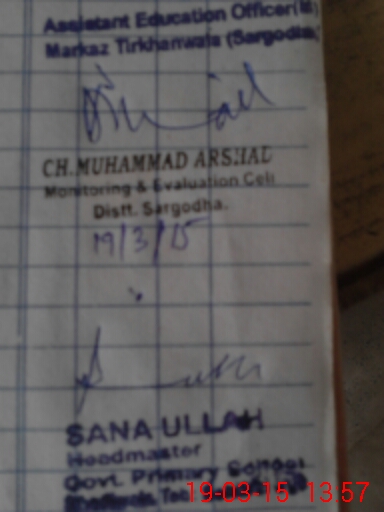 Assistant Education Officer(M)
Markaz Tirkhanwala (Sargodha)
CH.MUHAMMAD ARSHAD
Monitoring & Evaluation Cell
Distt. Sargodha.
19/3/15
SANA ULLAH
Headmaster
Govt. Primary School
19-03-15 13:57